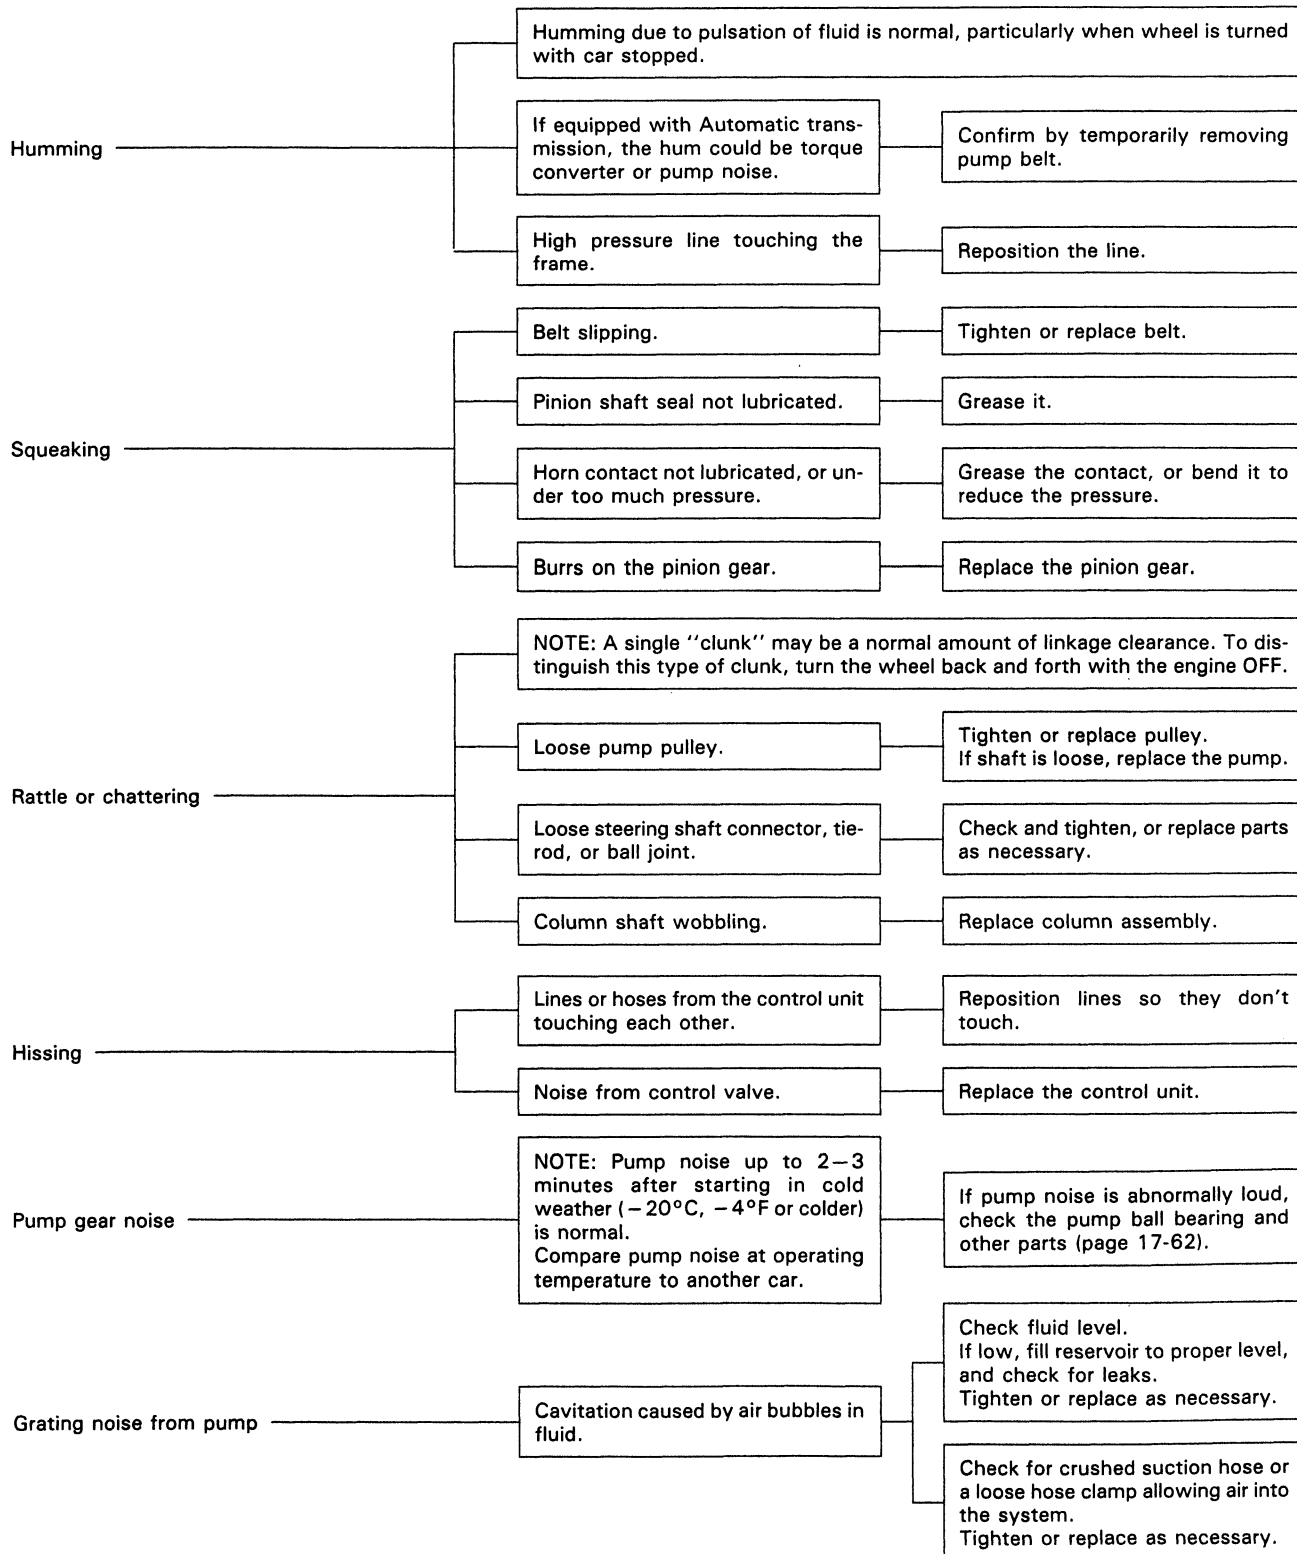 Humming due to pulsation of fluid is normal, particularly when wheel is turned
with car stopped.
Humming
If equipped with Automatic trans-
mission, the hum could be torque
converter or pump noise.
Confirm by temporarily removing
pump belt.
High pressure line touching the
frame.
Reposition the line.
Squeaking
Belt slipping.
Tighten or replace belt.
Pinion shaft seal not lubricated.
Grease it.
Horn contact not lubricated, or un-
der too much pressure.
Grease the contact, or bend it to
reduce the pressure.
Burrs on the pinion gear.
Replace the pinion gear.
Rattle or chattering
NOTE: A single ''clunk'' may be a normal amount of linkage clearance. To dis-
tinguish this type of clunk, turn the wheel back and forth with the engine OFF.
Loose pump pulley.
Tighten or replace pulley.
If shaft is loose, replace the pump.
Loose steering shaft connector, tie-
rod, or ball joint.
Check and tighten, or replace parts
as necessary.
Column shaft wobbling.
Replace column assembly.
Hissing
Lines or hoses from the control unit
touching each other.
Reposition lines so they don't
touch.
Noise from control valve.
Replace the control unit.
Pump gear noise
NOTE: Pump noise up to 2–3
minutes after starting in cold
weather (–20°C, –4°F or colder)
is normal.
Compare pump noise at operating
temperature to another car.
If pump noise is abnormally loud,
check the pump ball bearing and
other parts (page 17-62).
Grating noise from pump
Cavitation caused by air bubbles in
fluid.
Check fluid level.
If low, fill reservoir to proper level,
and check for leaks.
Tighten or replace as necessary.
Check for crushed suction hose or
a loose hose clamp allowing air into
the system.
Tighten or replace as necessary.